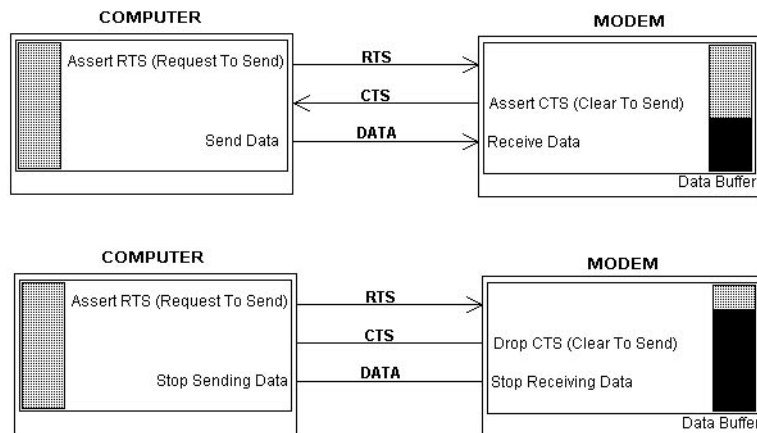 COMPUTER
MODEM
Assert RTS (Request To Send)
RTS
CTS
Assert CTS (Clear To Send)
Send Data
DATA
Receive Data
Data Buffer
COMPUTER
MODEM
Assert RTS (Request To Send)
RTS
CTS
Drop CTS (Clear To Send)
Stop Sending Data
DATA
Stop Receiving Data
Data Buffer